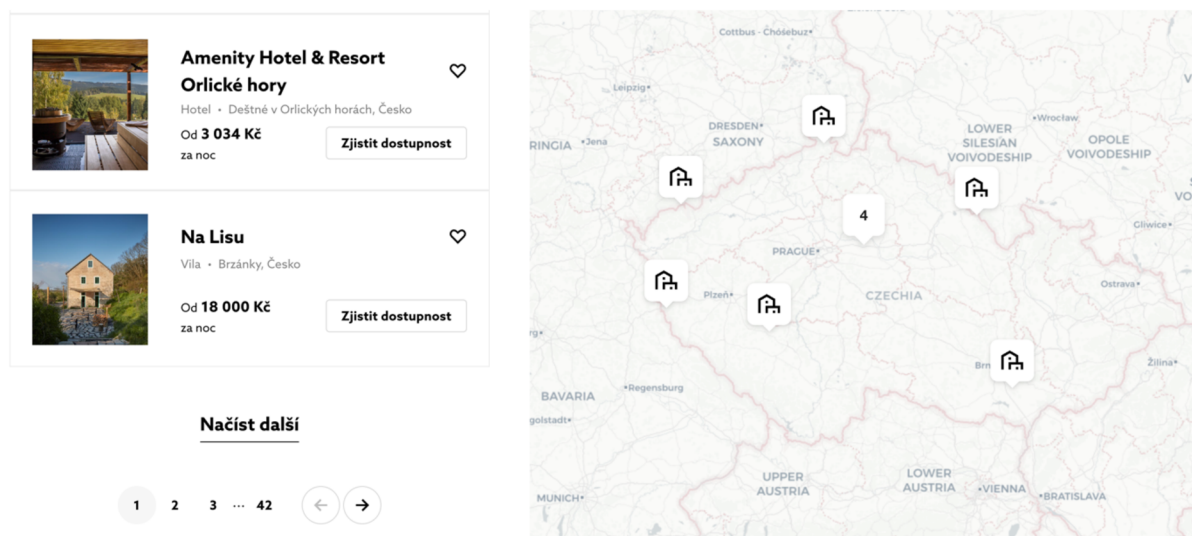 Amenity Hotel & Resort
Orlické hory
Hotel • Deštné v Orlických horách, Česko
Od 3 034 Kč
za noc
Zjistit dostupnost
Na Lisu
Vila • Brzánky, Česko
Od 18 000 Kč
za noc
Zjistit dostupnost
Načíst další
1 2 3 ... 42
Cottbus - Chóśebuz
Leipzig
DRESDEN
SAXONY
RINGIA
Jena
Wrocław
LOWER
SILESIAN
VOIVODESHIP
OPOLE
VOIVODESHIP
4
PRAGUE
Gliwice
Plzeň
CZECHIA
Ostrava
rg
Brn
Žilina
Regensburg
BAVARIA
golstadt
UPPER
AUSTRIA
LOWER
AUSTRIA
VIENNA
BRATISLAVA
MUNICH